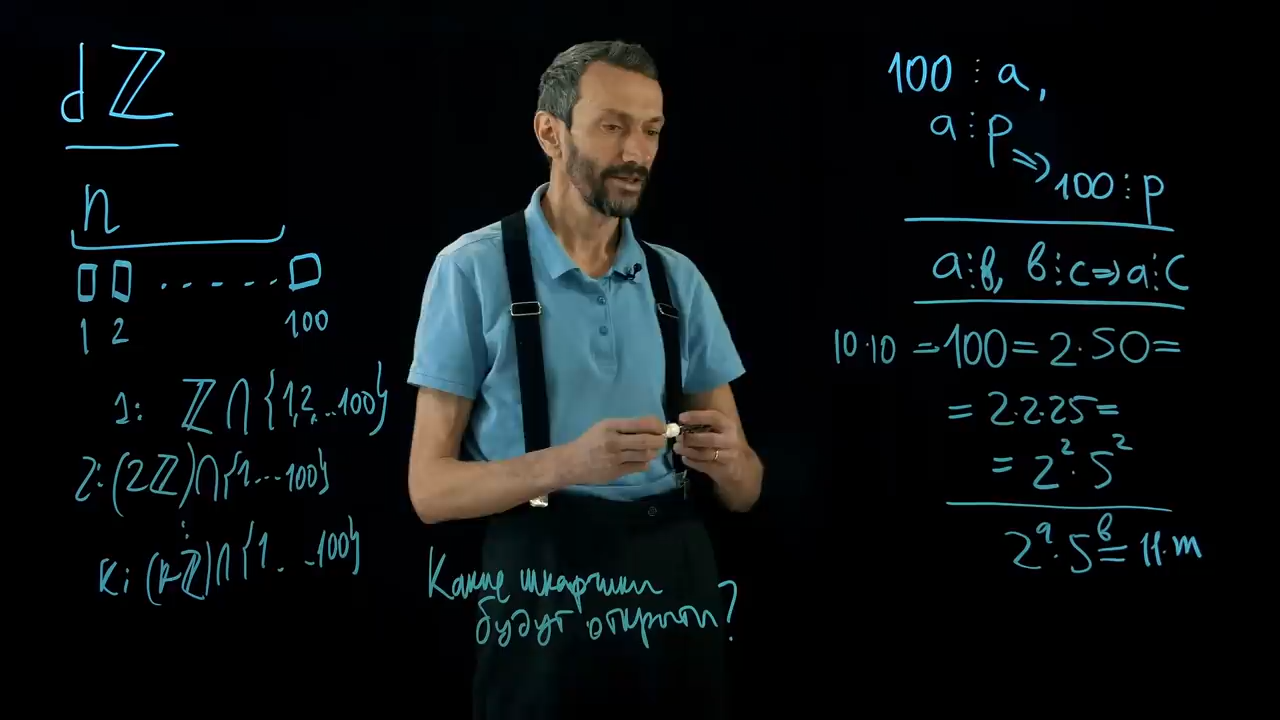 dℤ
n
1 2 100
1: ℤ ∩ {1,2,...100}
2: (2ℤ) ∩ {1...100}
⋮
K: (kℤ) ∩ {1...100}
Какие шкафчики
будут открыты?
100 ⋮ a,
a ⋮ p
⇒ 100 ⋮ p
a ⋮ b, b ⋮ c ⇒ a ⋮ c
10·10 = 100 = 2·50 =
= 2·2·25 =
= 2²·5²
2ᵃ·5ᵇ = 11·m